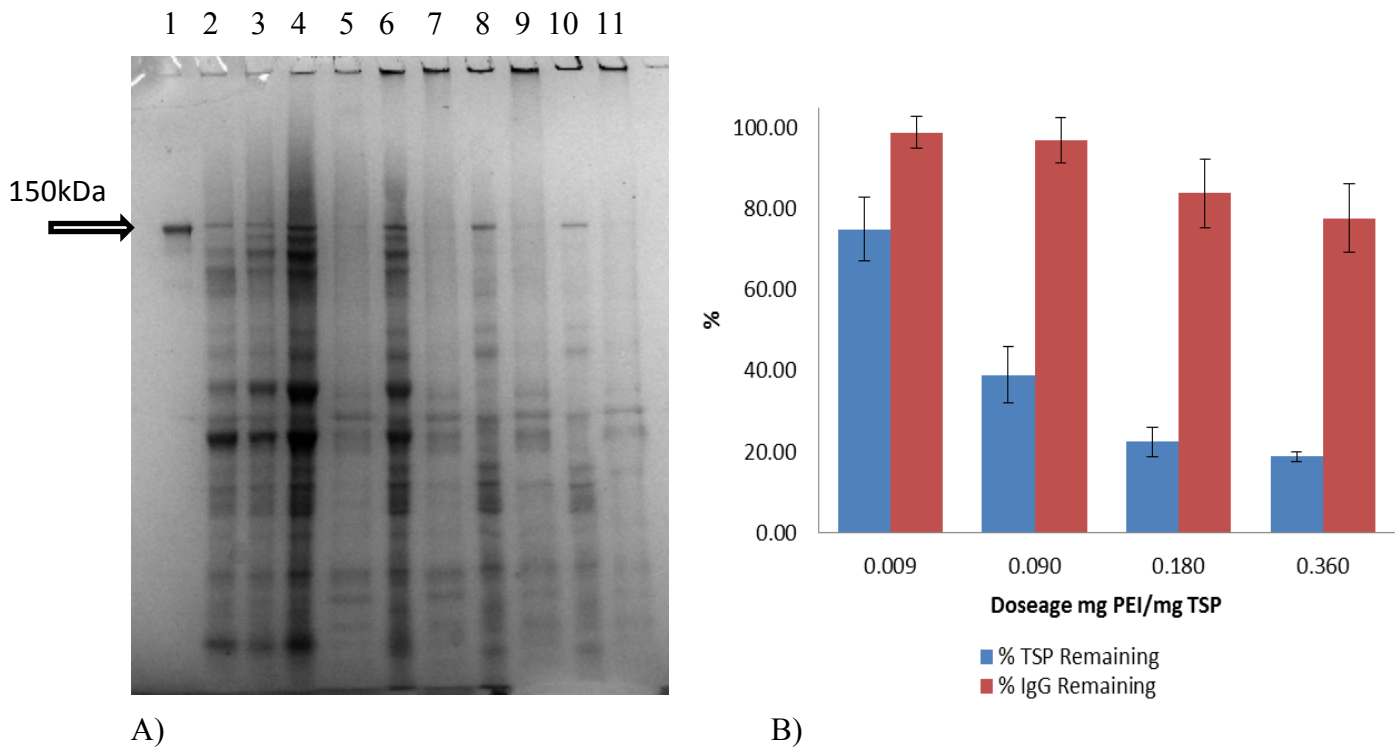 1 2 3 4 5 6 7 8 9 10 11
150kDa
A)
100.00
80.00
60.00
40.00
20.00
0.00
%
0.009 0.090 0.180 0.360
Doseage mg PEI/mg TSP
% TSP Remaining
% IgG Remaining
B)